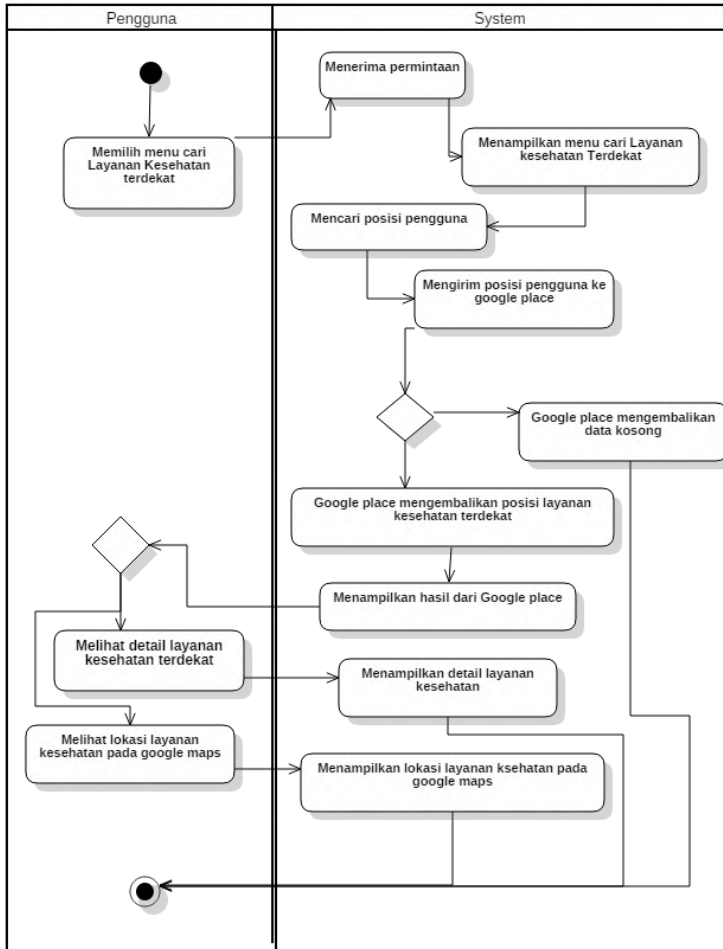 Pengguna
System
Menerima permintaan
Memilih menu cari
Layanan Kesehatan
terdekat
Menampilkan menu cari Layanan
kesehatan Terdekat
Mencari posisi pengguna
Mengirim posisi pengguna ke
google place
Google place mengembalikan
data kosong
Google place mengembalikan posisi layanan
kesehatan terdekat
Menampilkan hasil dari Google place
Melihat detail layanan
kesehatan terdekat
Menampilkan detail layanan
kesehatan
Melihat lokasi layanan
kesehatan pada google maps
Menampilkan lokasi layanan ksehatan pada
google maps